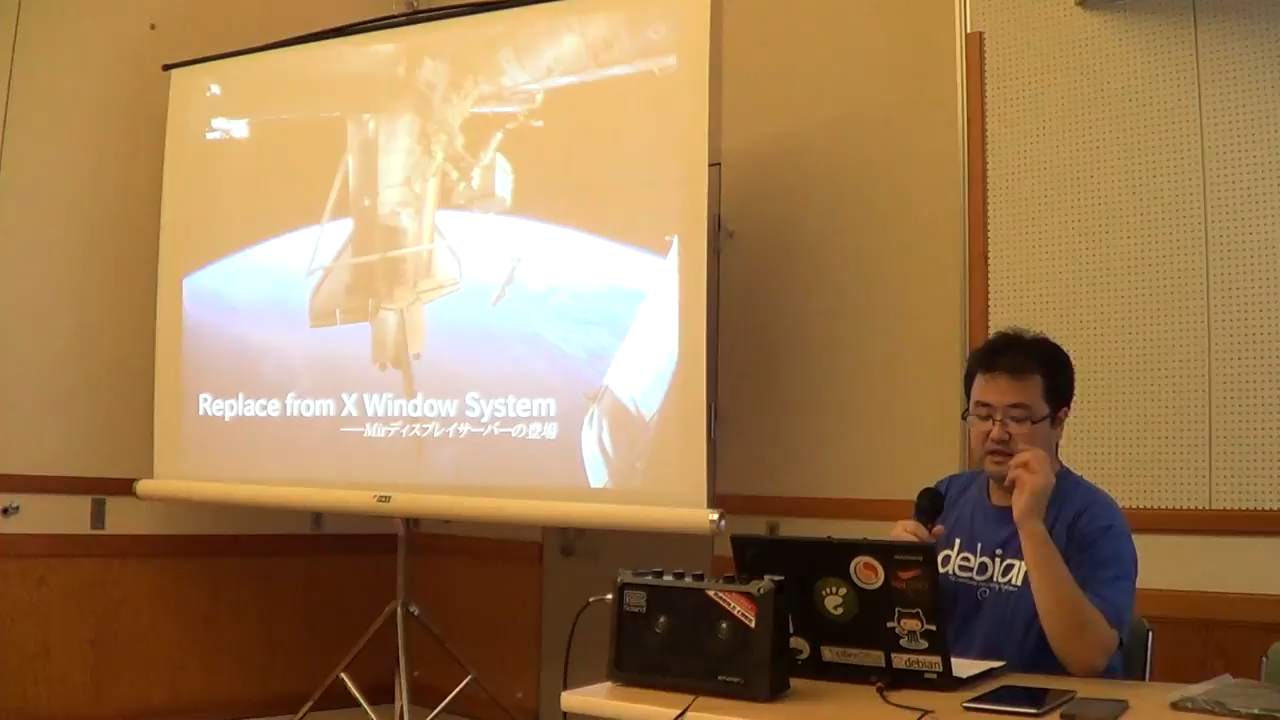 Replace from X Window System
——Mirディスプレイサーバーの登場
debian
Roland
debian